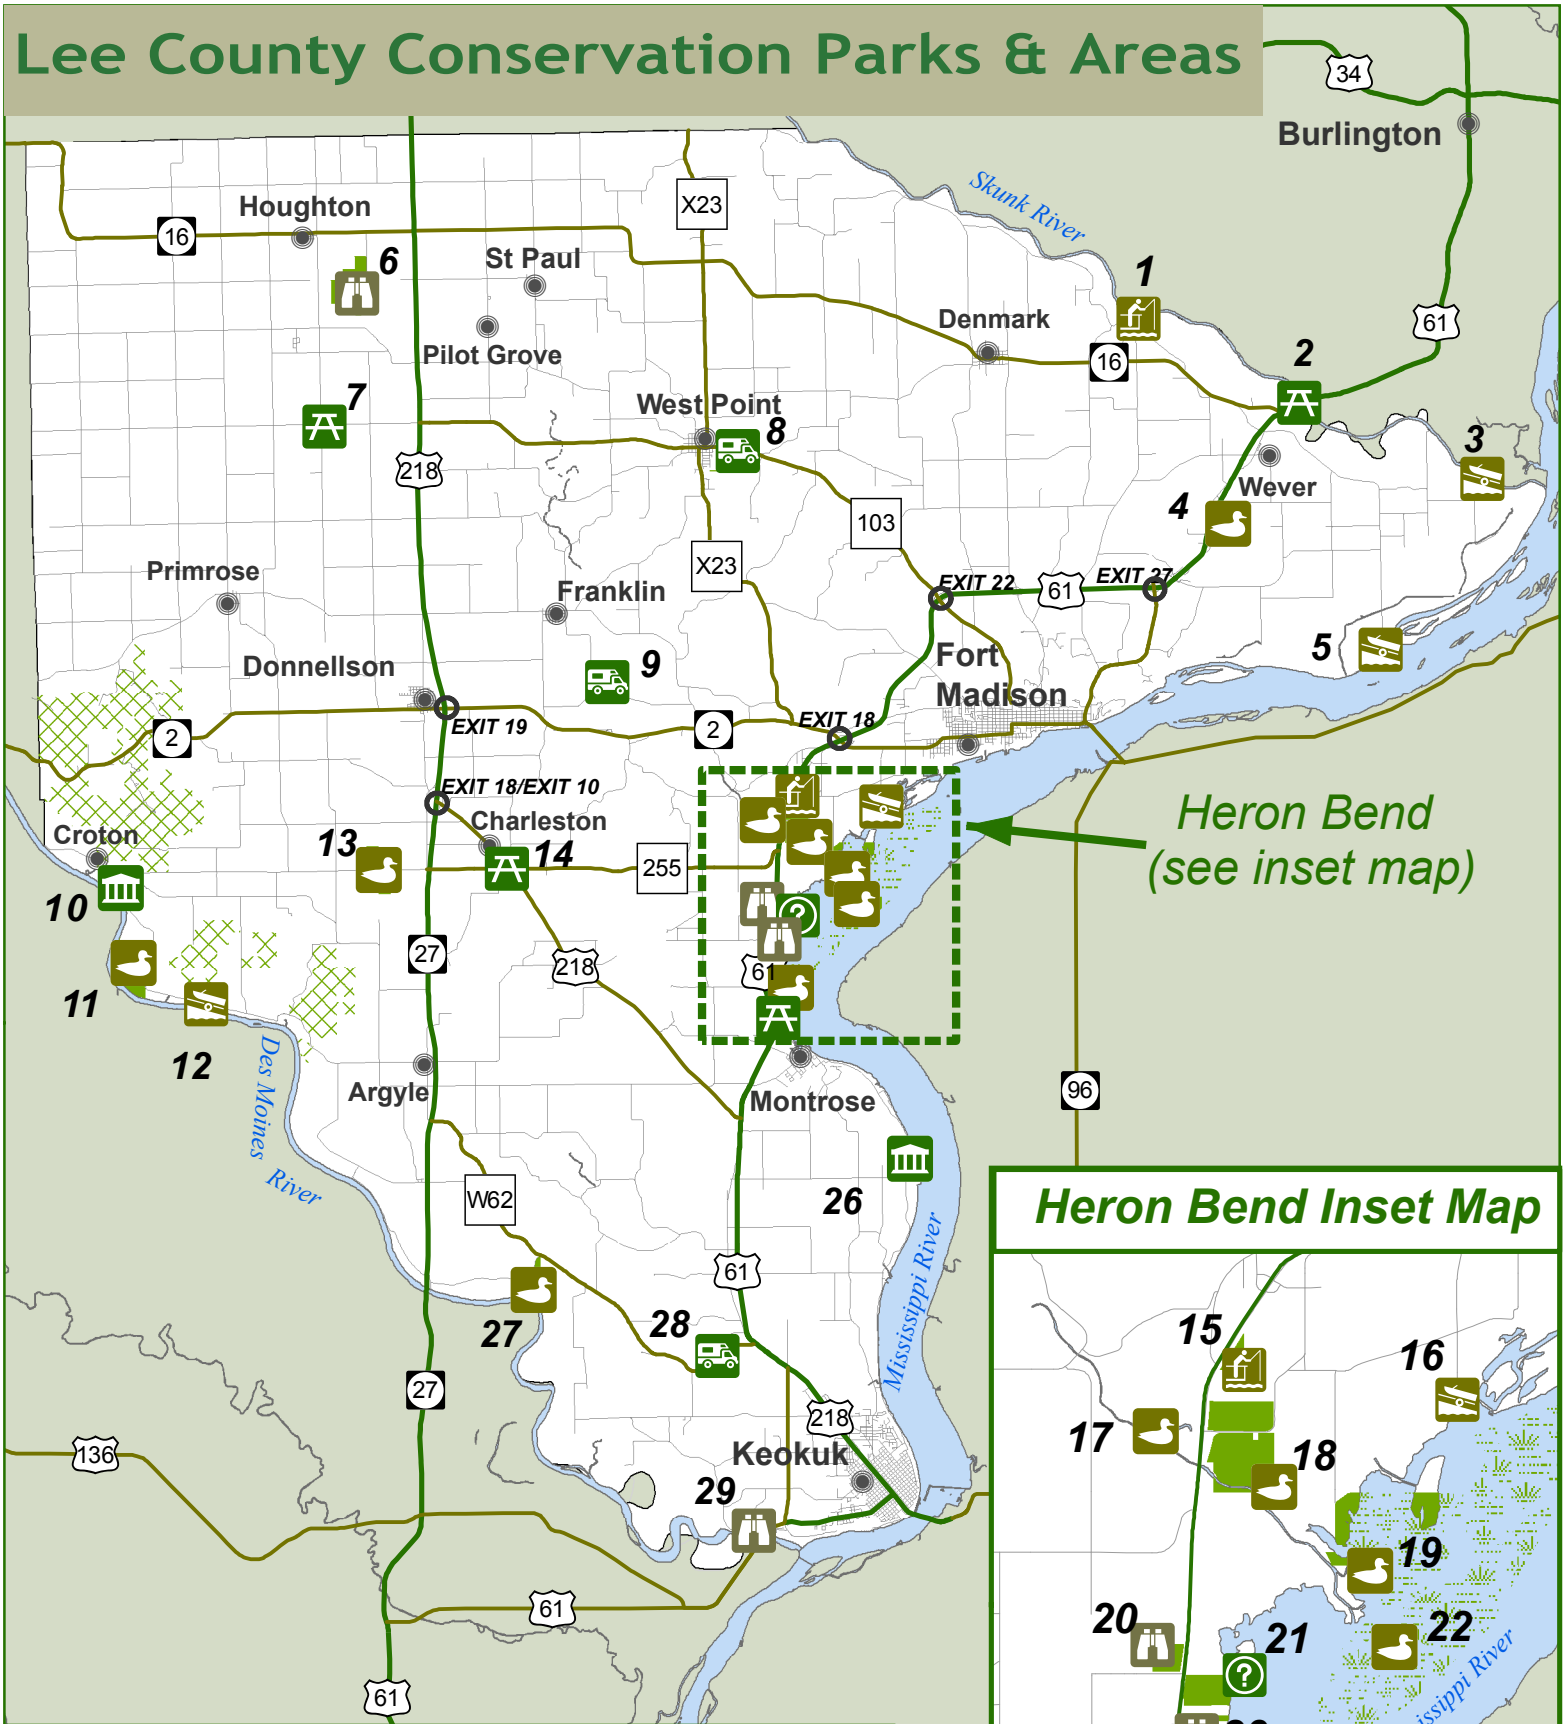 Lee County Conservation Parks & Areas
34
Burlington
Skunk River
Houghton
X23
16
6
St Paul
1
Denmark
61
Pilot Grove
16
2
7
West Point
8
3
218
Wever
4
103
X23
Primrose
EXIT 22
EXIT 27
61
Franklin
5
9
Fort
Madison
Donnellson
EXIT 19
2
2
EXIT 18
EXIT 18/EXIT 10
Heron Bend
(see inset map)
Croton
Charleston
13
14
255
10
27
218
61
11
12
Des Moines
River
Argyle
Montrose
96
W62
26
Heron Bend Inset Map
Mississippi River
61
27
28
15
16
27
218
17
18
136
Keokuk
29
19
61
20
21
22
61